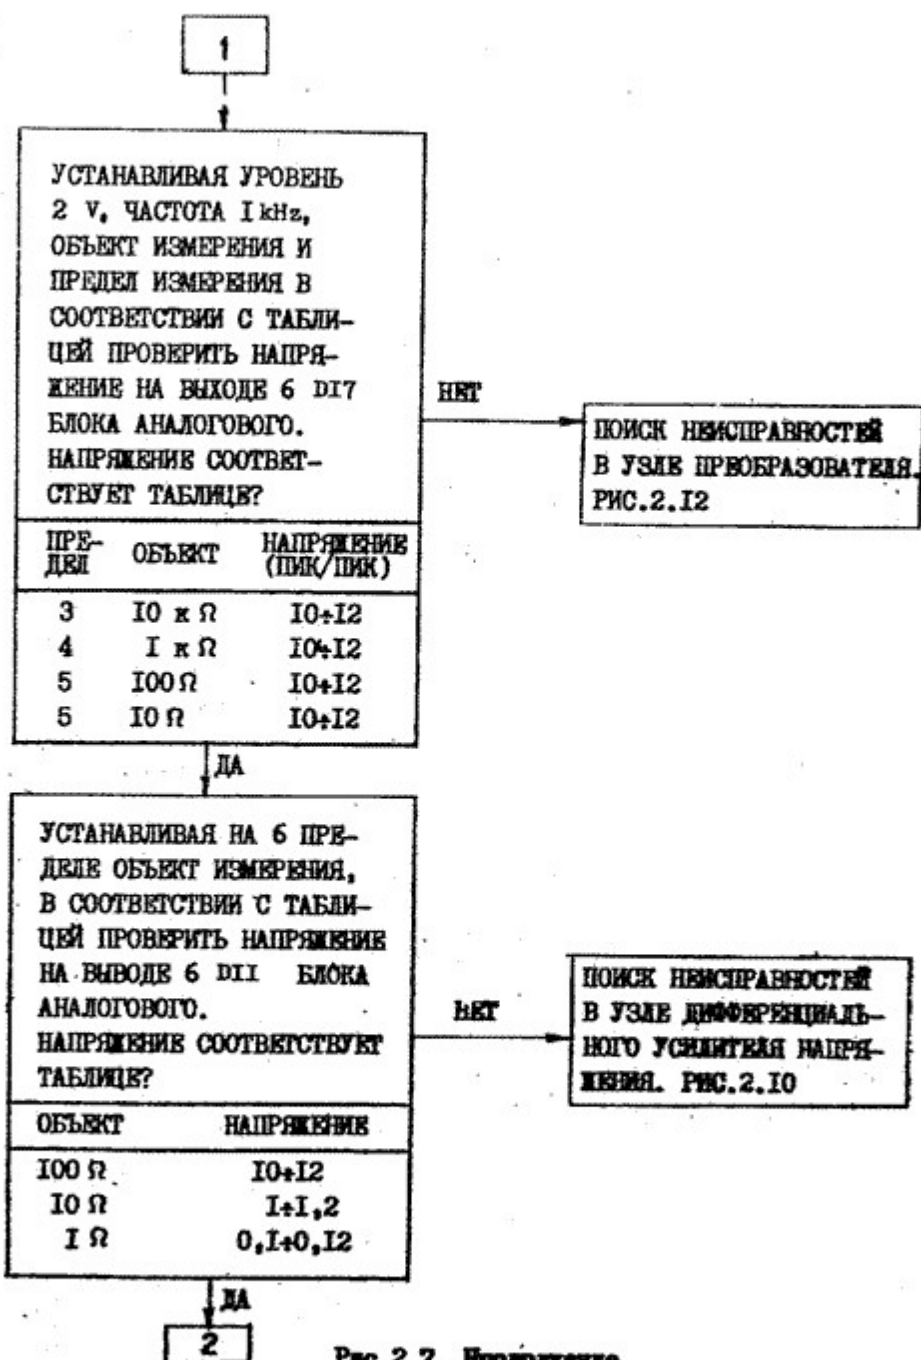 1
УСТАНАВЛИВАЯ УРОВЕНЬ
2 V, ЧАСТОТА I kHz,
ОБЪЕКТ ИЗМЕРЕНИЯ И
ПРЕДЕЛ ИЗМЕРЕНИЯ В
СООТВЕТСТВИИ С ТАБЛИ-
ЦЕЙ ПРОВЕРИТЬ НАПРЯ-
ЖЕНИЕ НА ВЫХОДЕ 6 DI7
БЛОКА АНАЛОГОВОГО.
НАПРЯЖЕНИЕ СООТВЕТ-
СТВУЕТ ТАБЛИЦЕ?
НЕТ
ПОИСК НЕИСПРАВНОСТЕЙ
В УЗЛЕ ПРЕОБРАЗОВАТЕЛЯ.
РИС.2.I2
ПРЕ-
ДЕЛ ОБЪЕКТ НАПРЯЖЕНИЕ
(ПИК/ПИК)
3 I0 к Ω I0÷I2
4 I к Ω I0÷I2
5 I00 Ω I0÷I2
5 I0 Ω I0÷I2
ДА
УСТАНАВЛИВАЯ НА 6 ПРЕ-
ДЕЛЕ ОБЪЕКТ ИЗМЕРЕНИЯ,
В СООТВЕТСТВИИ С ТАБЛИ-
ЦЕЙ ПРОВЕРИТЬ НАПРЯЖЕНИЕ
НА ВЫВОДЕ 6 DII БЛОКА
АНАЛОГОВОГО.
НАПРЯЖЕНИЕ СООТВЕТСТВУЕТ
ТАБЛИЦЕ?
НЕТ
ПОИСК НЕИСПРАВНОСТЕЙ
В УЗЛЕ ДИФФЕРЕНЦИАЛЬ-
НОГО УСИЛИТЕЛЯ НАПРЯ-
ЖЕНИЯ. РИС.2.I0
ОБЪЕКТ НАПРЯЖЕНИЕ
I00 Ω I0÷I2
I0 Ω I÷I,2
I Ω 0,I÷0,I2
ДА
2
Рис.2.7. Продолжение